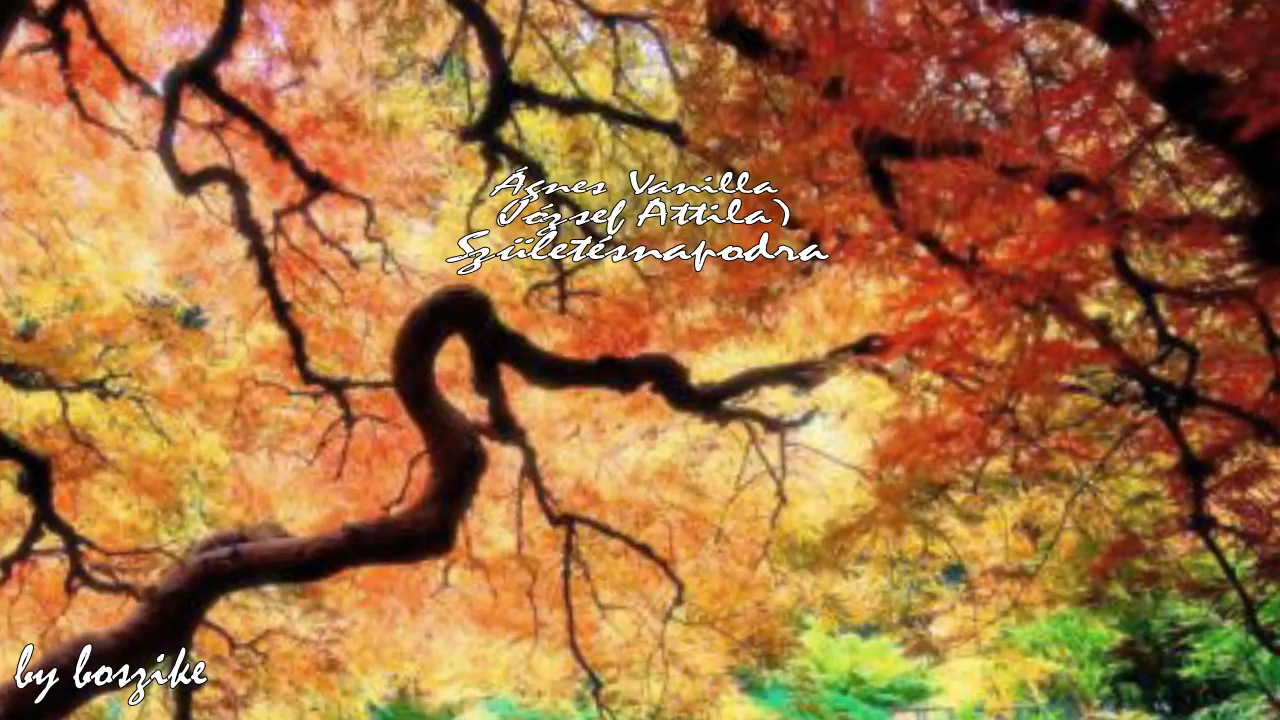 Ágnes Vanilla
(József Attila)
Születésnapodra
by boszike